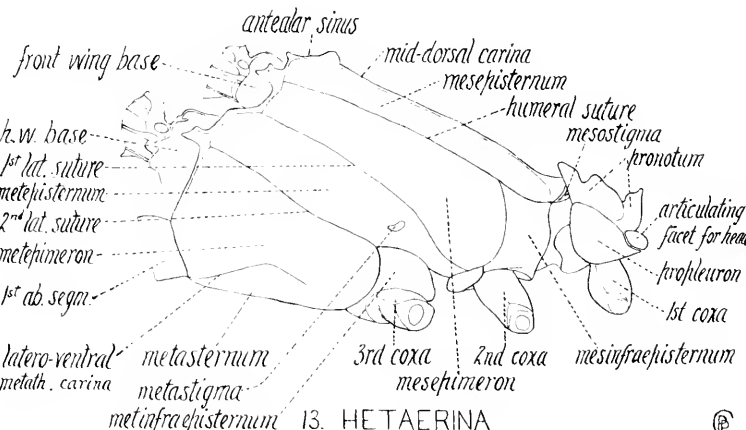 antealar sinus
front wing base
mid-dorsal carina
mesepisternum
humeral suture
mesostigma
pronotum
h.w. base
1st lat. suture
metepisternum
2nd lat. suture
metepimeron
1st ab. segm.
articulating
facet for head
propleuron
1st coxa
latero-ventral
metath. carina
metasternum
metastigma
metinfraepisternum
3rd coxa
mesepimeron
2nd coxa
mesinfraepisternum
13. HETAERINA